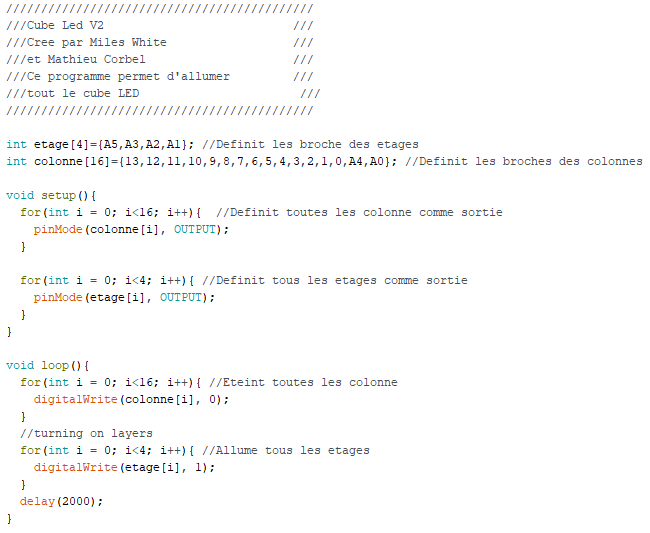 ////////////////////////////////////////////
///Cube Led V2                           ///
///Cree par Miles White                  ///
///et Mathieu Corbel                     ///
///Ce programme permet d'allumer         ///
///tout le cube LED                       ///
////////////////////////////////////////////

int etage[4]={A5,A3,A2,A1}; //Definit les broche des etages
int colonne[16]={13,12,11,10,9,8,7,6,5,4,3,2,1,0,A4,A0}; //Definit les broches des colonnes

void setup(){
  for(int i = 0; i<16; i++){  //Definit toutes les colonne comme sortie
    pinMode(colonne[i], OUTPUT);
  }

  for(int i = 0; i<4; i++){ //Definit tous les etages comme sortie
    pinMode(etage[i], OUTPUT);
  }
}

void loop(){
  for(int i = 0; i<16; i++){ //Eteint toutes les colonne
    digitalWrite(colonne[i], 0);
  }
  //turning on layers
  for(int i = 0; i<4; i++){ //Allume tous les etages
    digitalWrite(etage[i], 1);
  }
  delay(2000);
}